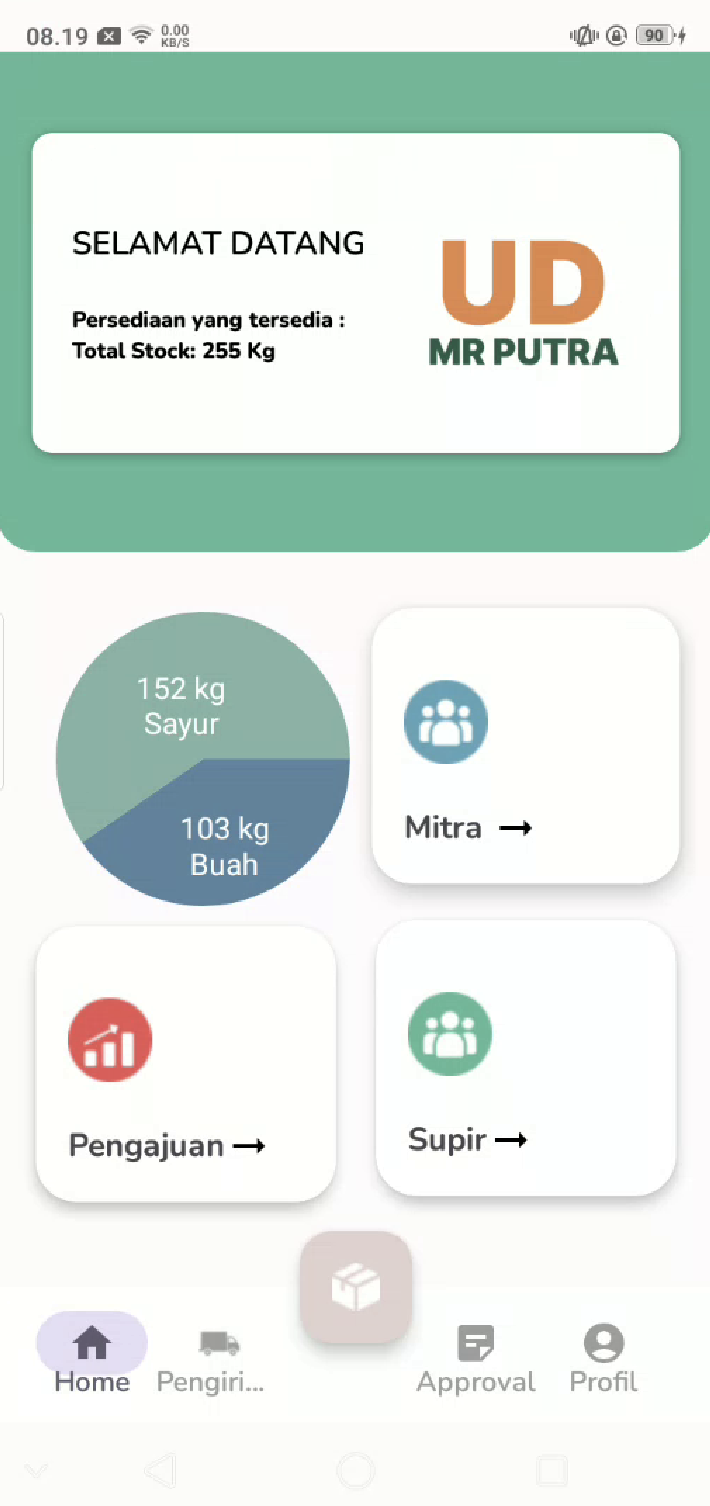 08.19
0.00
KB/S
90
SELAMAT DATANG
Persediaan yang tersedia :
Total Stock: 255 Kg
UD
MR PUTRA
152 kg
Sayur
103 kg
Buah
Mitra
Pengajuan
Supir
Home
Pengiri...
Approval
Profil